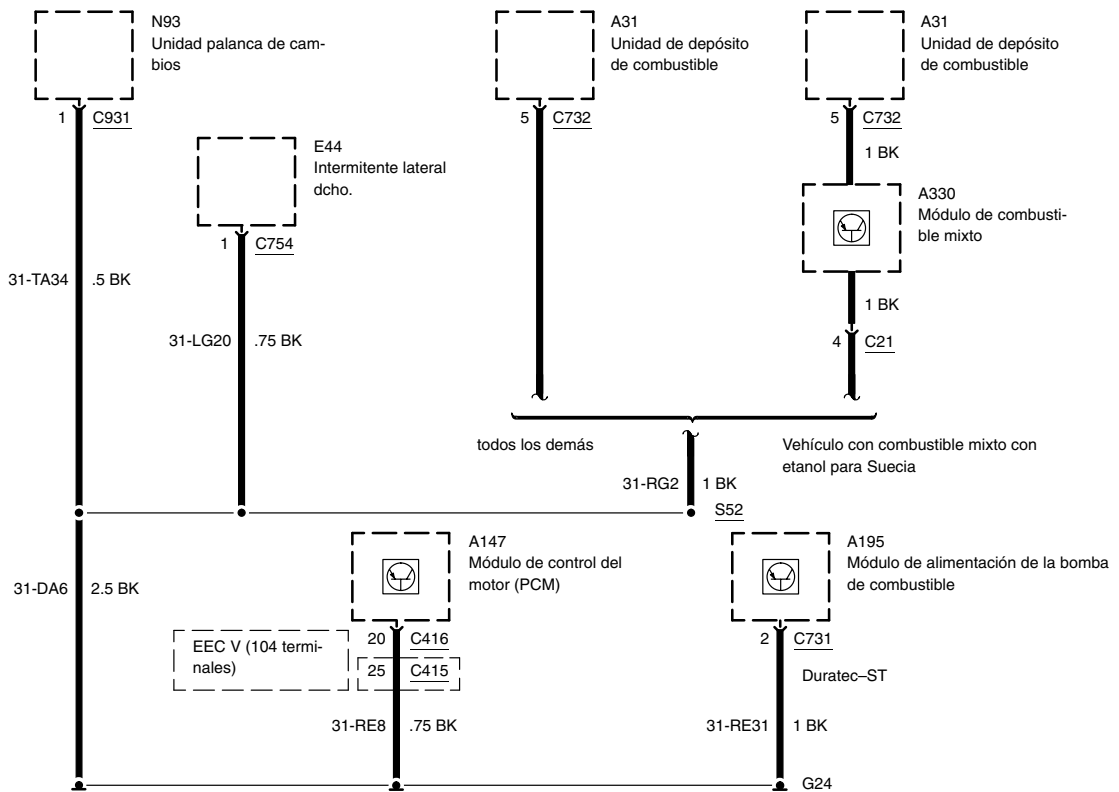 N93
Unidad palanca de cam-
bios
1 C931
A31
Unidad de depósito
de combustible
5 C732
A31
Unidad de depósito
de combustible
5 C732
1 BK
E44
Intermitente lateral
dcho.
1 C754
A330
Módulo de combusti-
ble mixto
31-TA34 .5 BK
1 BK
31-LG20 .75 BK
4 C21
todos los demás
Vehículo con combustible mixto con
etanol para Suecia
31-RG2 1 BK
S52
A147
Módulo de control del
motor (PCM)
A195
Módulo de alimentación de la bomba
de combustible
31-DA6 2.5 BK
EEC V (104 termi-
nales)
20 C416
25 C415
2 C731
Duratec–ST
31-RE8 .75 BK
31-RE31 1 BK
G24